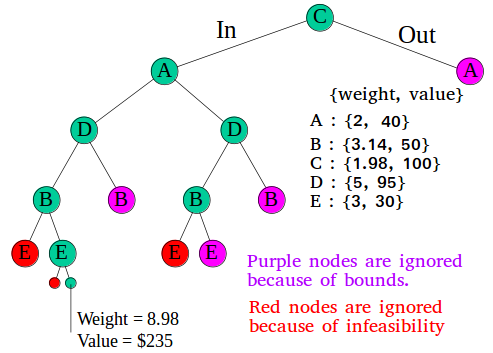 C
In
Out
A
A
{weight, value}
A : {2, 40}
D
D
B : {3.14, 50}
C : {1.98, 100}
D : {5, 95}
B
B
B
B
E : {3, 30}
E
E
E
E
Purple nodes are ignored
because of bounds.
Red nodes are ignored
because of infeasibility
Weight = 8.98
Value = $235